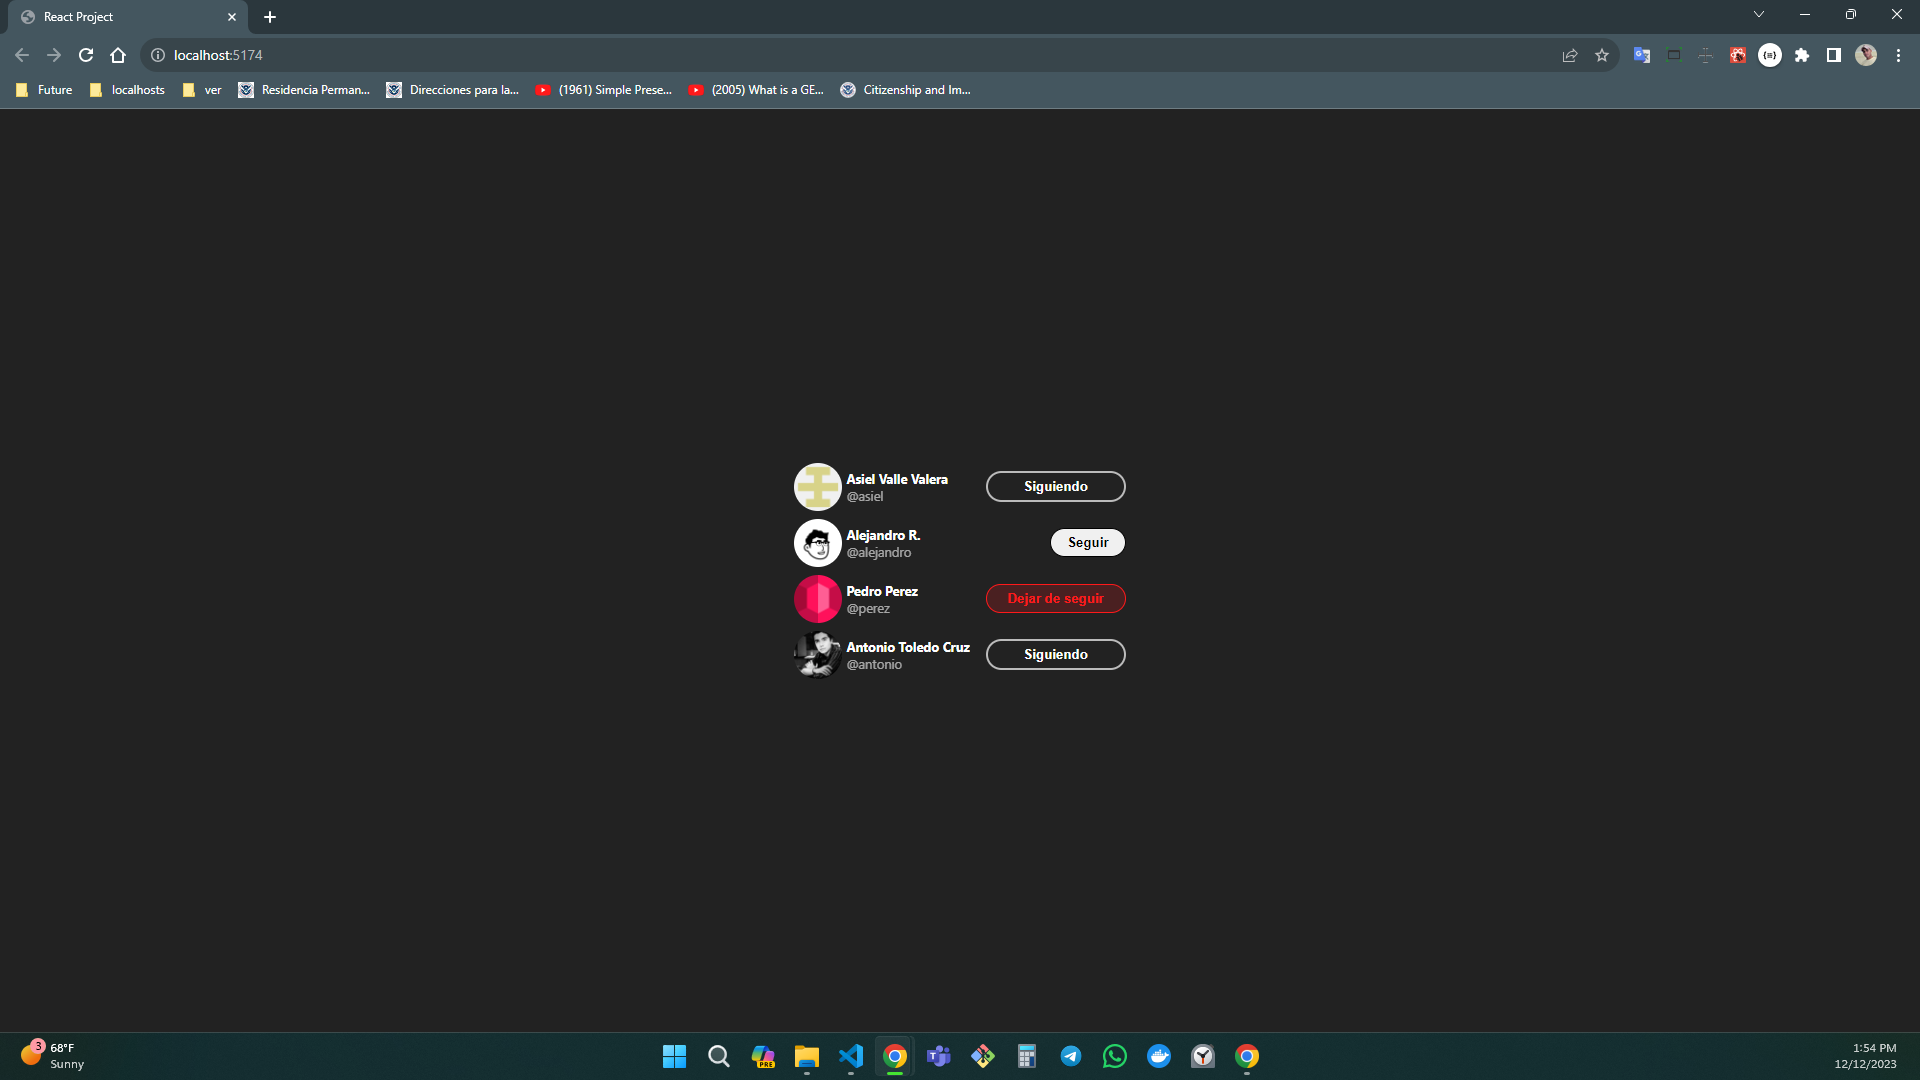 React Project
localhost:5174
Future
localhosts
ver
Residencia Perman...
Direcciones para la...
(1961) Simple Prese...
(2005) What is a GE...
Citizenship and Im...
Asiel Valle Valera
@asiel
Siguiendo
Alejandro R.
@alejandro
Seguir
Pedro Perez
@perez
Dejar de seguir
Antonio Toledo Cruz
@antonio
Siguiendo
3
68°F
Sunny
PRE
1:54 PM
12/12/2023